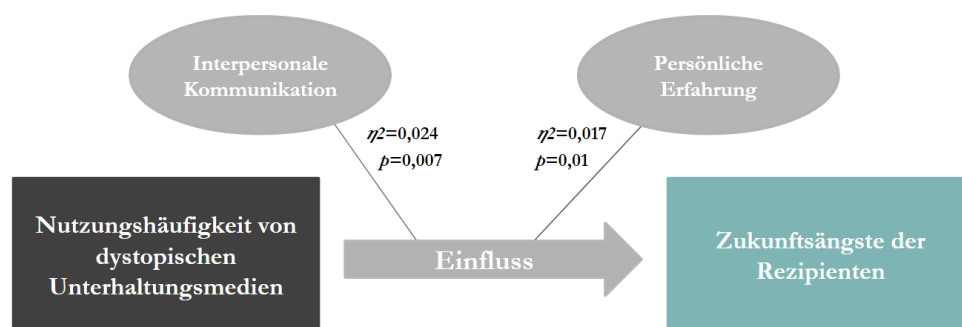 Interpersonale
Kommunikation
Persönliche
Erfahrung
η2=0,024
p=0,007
η2=0,017
p=0,01
Nutzungshäufigkeit von
dystopischen
Unterhaltungsmedien
Einfluss
Zukunftsängste der
Rezipienten